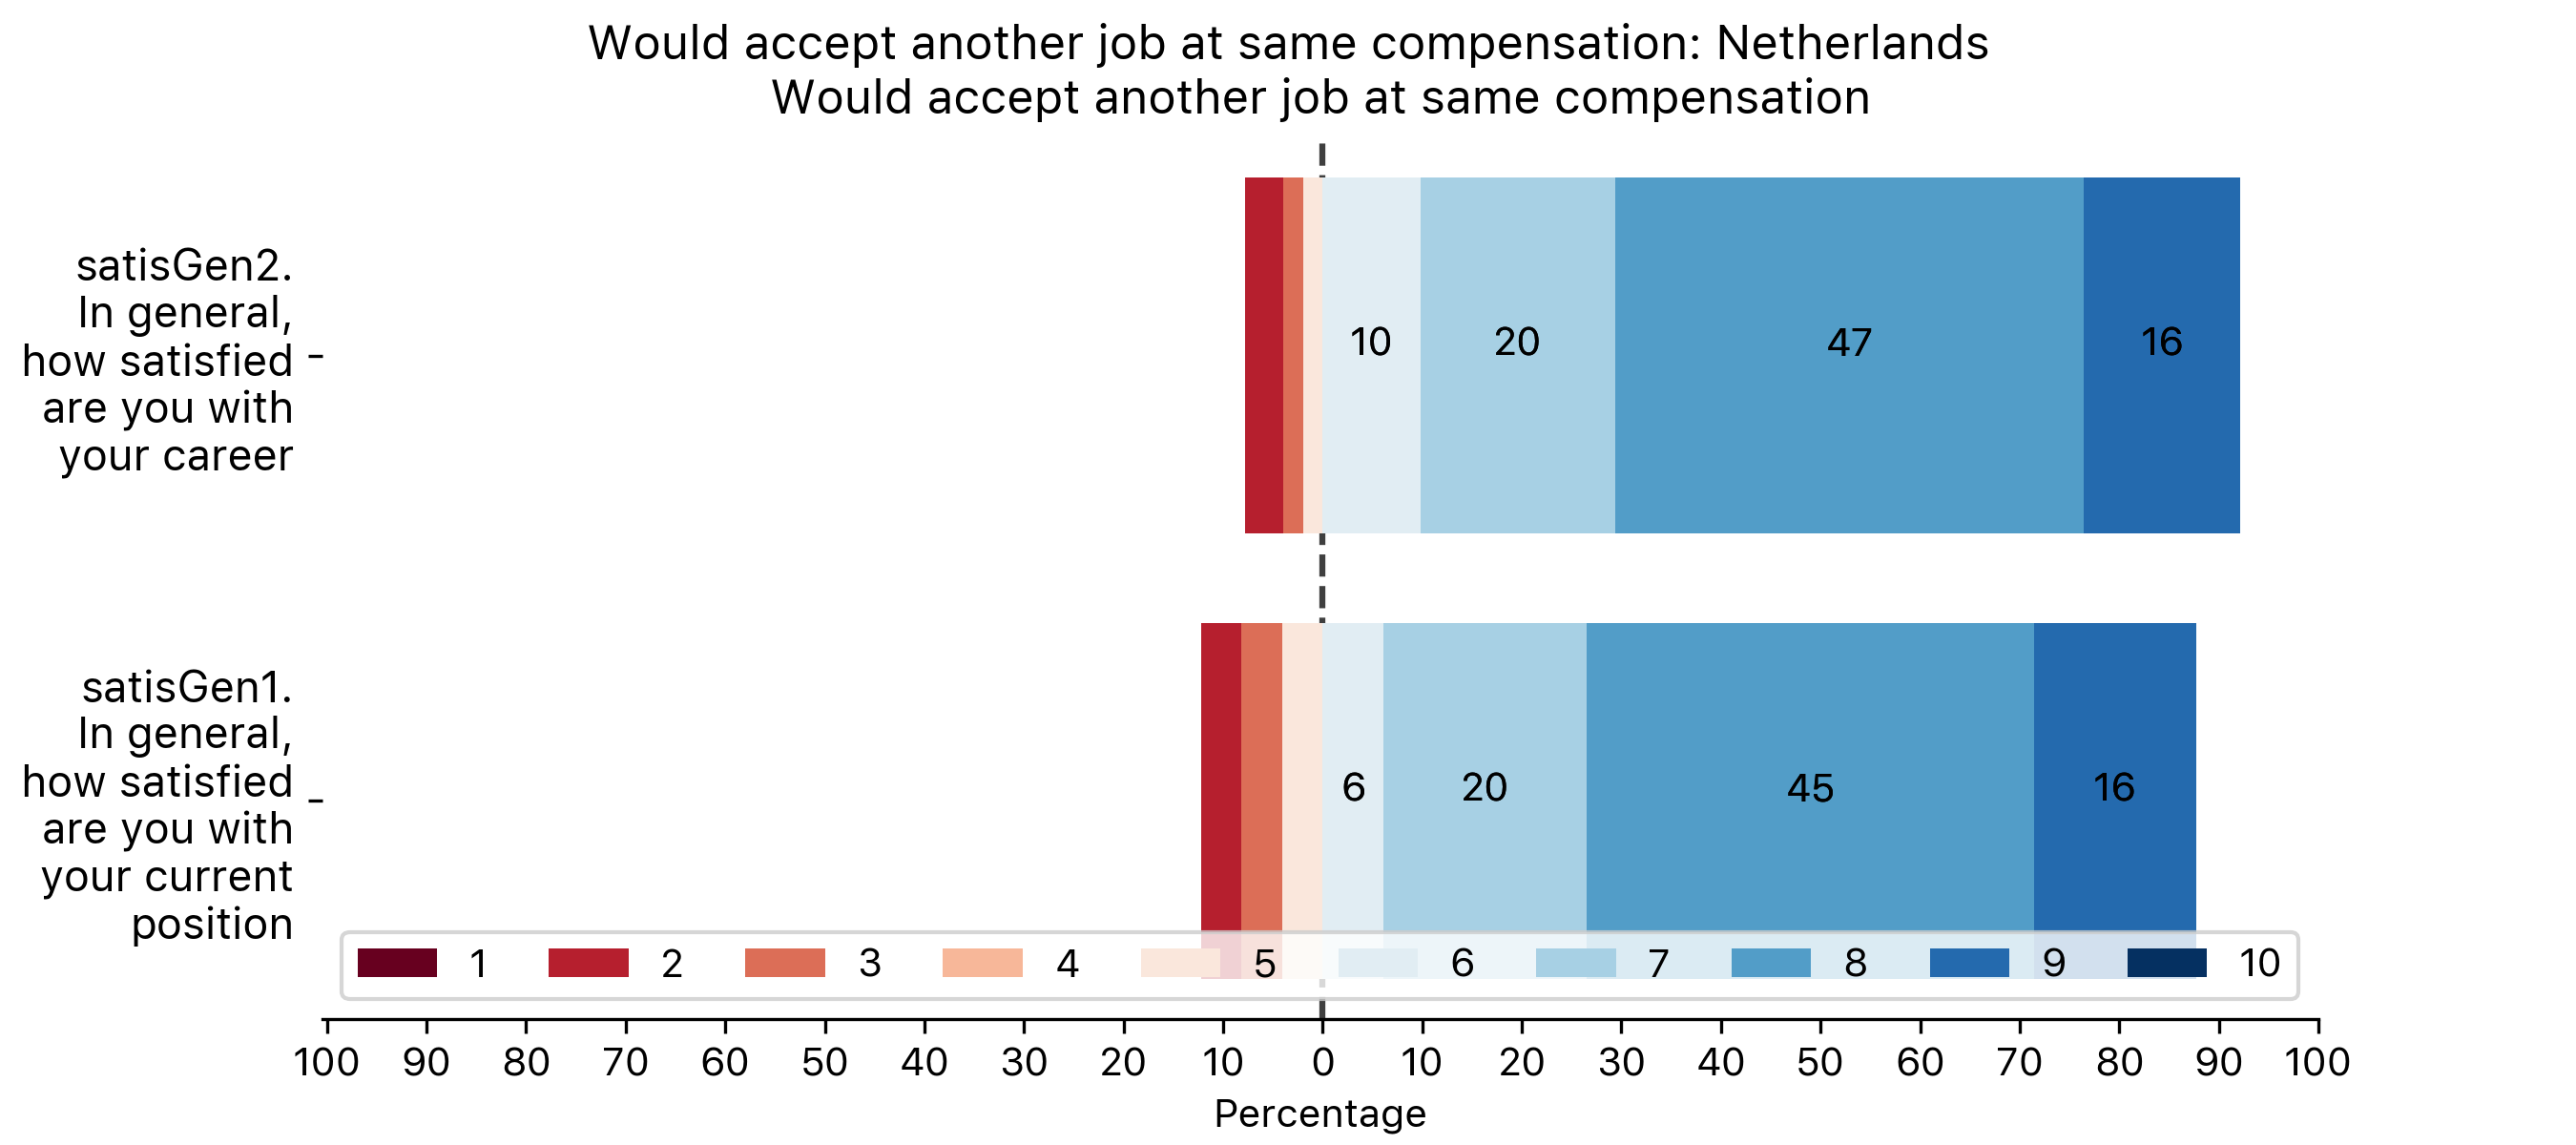 Would accept another job at same compensation: Netherlands
Would accept another job at same compensation
satisGen2.
In general,
how satisfied
are you with
your career
10 20 47 16
satisGen1.
In general,
how satisfied
are you with
your current
position
6 20 45 16
1 2 3 4 5 6 7 8 9 10
100 90 80 70 60 50 40 30 20 10 0 10 20 30 40 50 60 70 80 90 100
Percentage